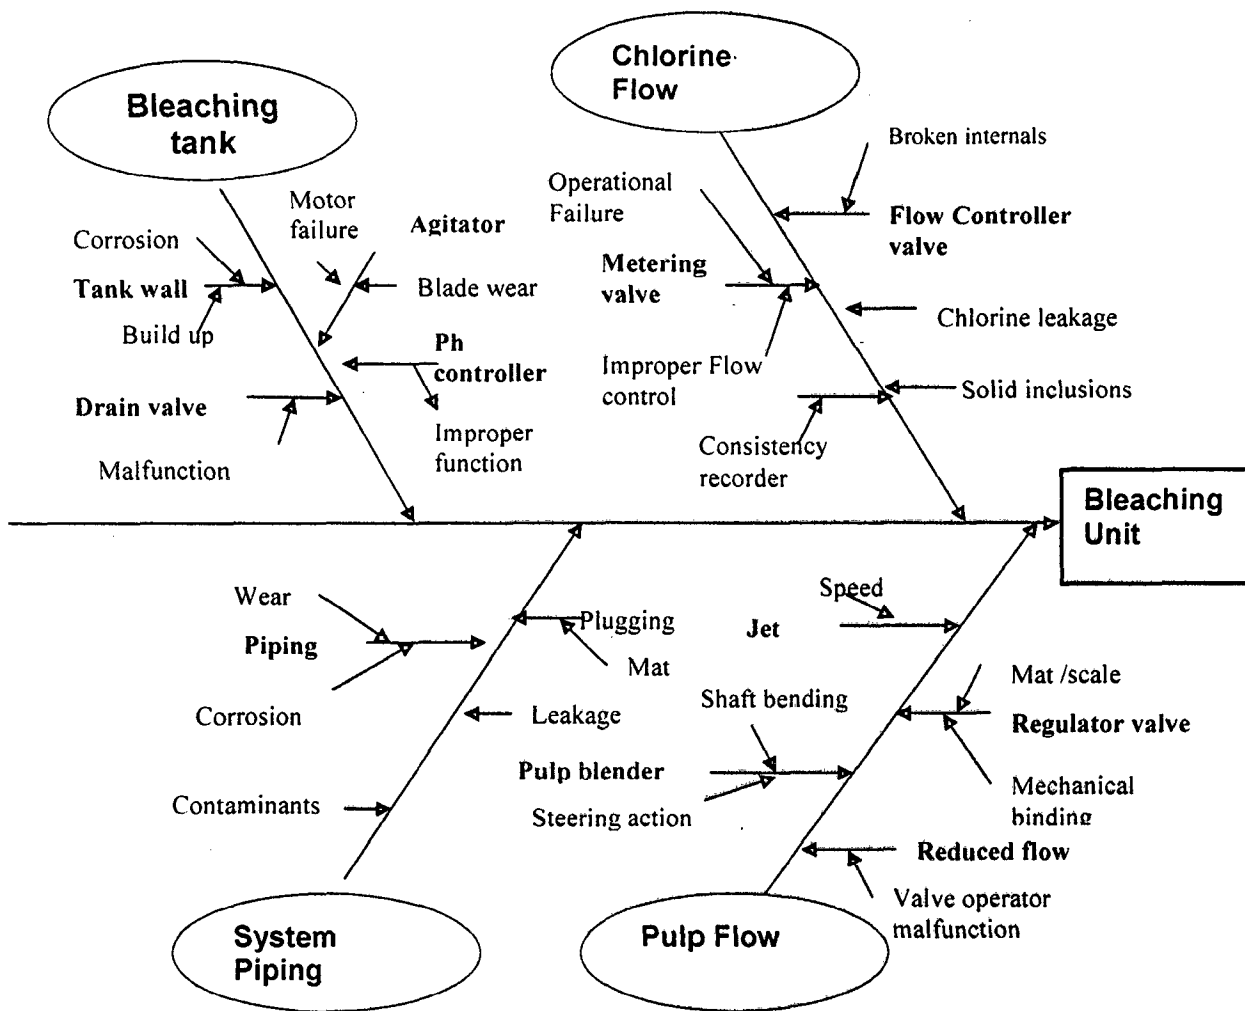 Chlorine
Flow
Bleaching
tank
Broken internals
Operational
Failure
Motor
failure
Agitator
Flow Controller
valve
Corrosion
Metering
valve
Tank wall
Blade wear
Build up
Chlorine leakage
Ph
controller
Improper Flow
control
Solid inclusions
Drain valve
Improper
function
Consistency
recorder
Malfunction
Bleaching
Unit
Wear
Speed
Plugging
Jet
Piping
Mat
Mat /scale
Shaft bending
Corrosion
Leakage
Regulator valve
Pulp blender
Contaminants
Steering action
Mechanical
binding
Reduced flow
Valve operator
malfunction
System
Piping
Pulp Flow